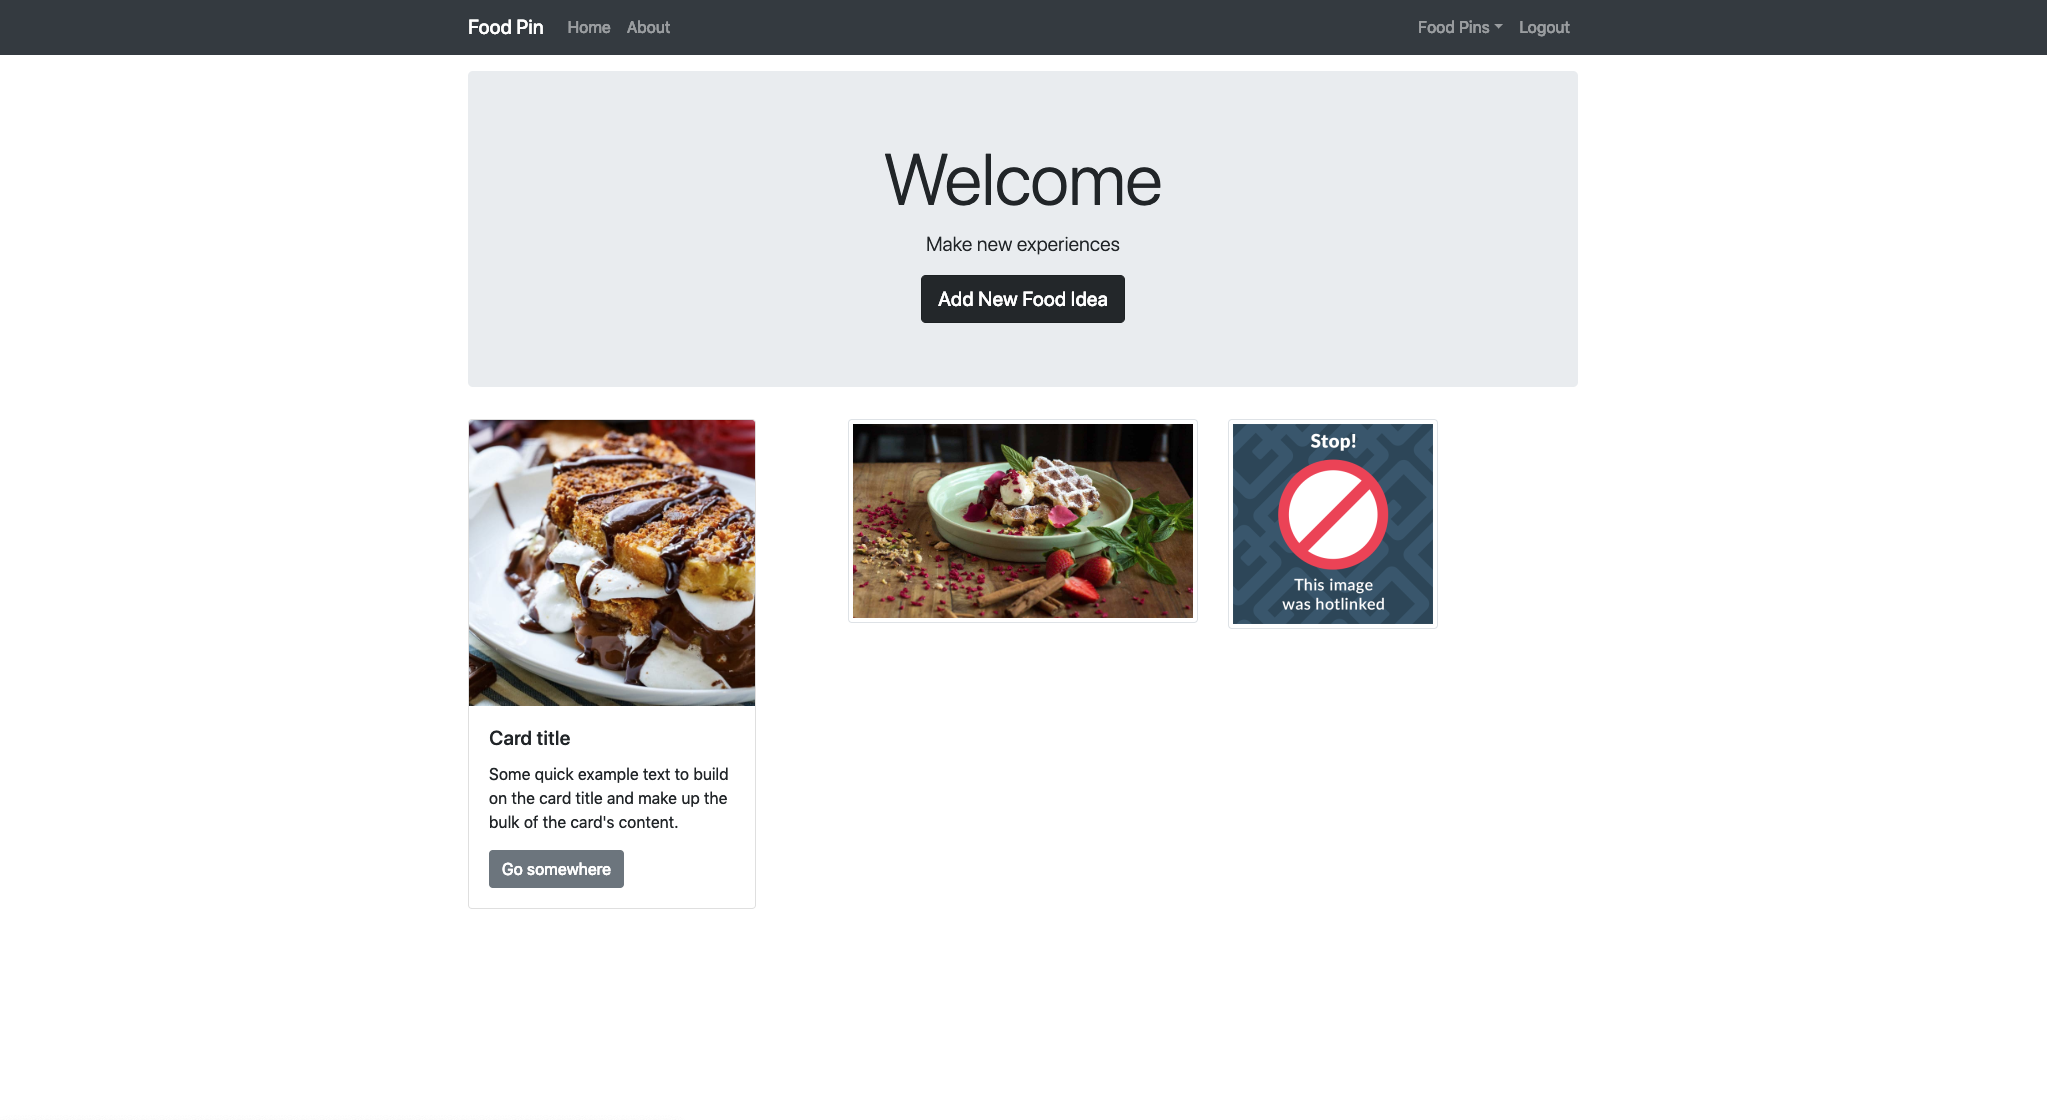 Food Pin Home About Food Pins Logout
Welcome
Make new experiences
Add New Food Idea
Card title
Some quick example text to build
on the card title and make up the
bulk of the card's content.
Go somewhere
Stop!
This image
was hotlinked